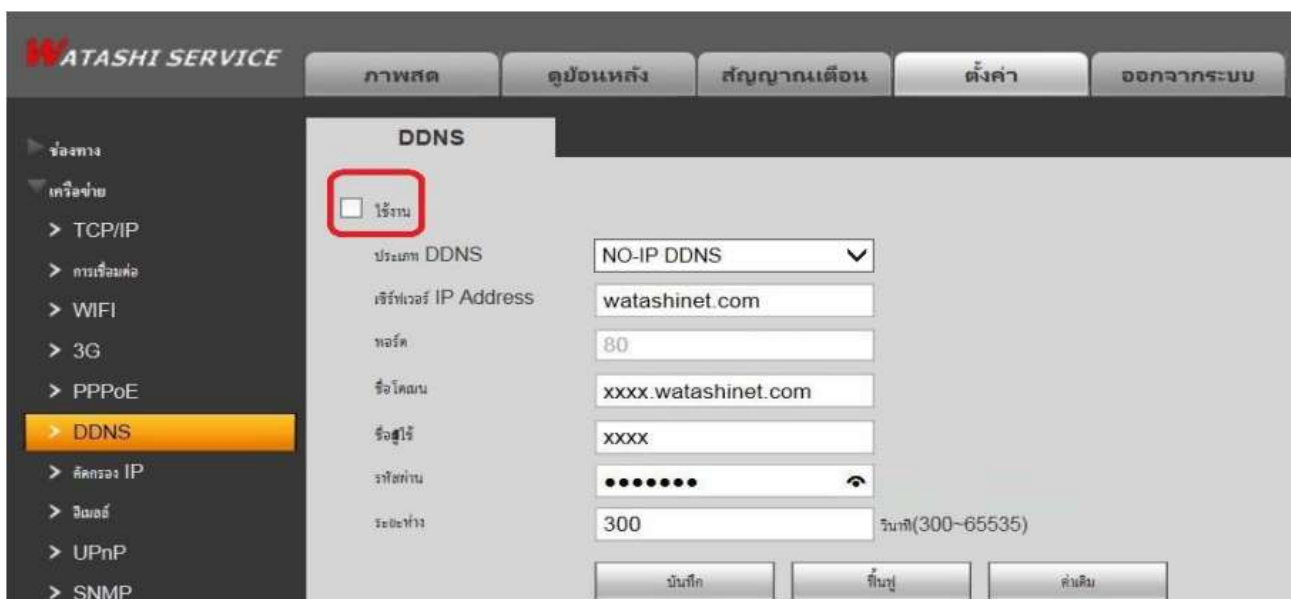 WATASHI SERVICE
ภาพสด ดูย้อนหลัง สัญญาณเตือน ตั้งค่า ออกจากระบบ
ช่องทาง
เครือข่าย
> TCP/IP
> การเชื่อมต่อ
> WIFI
> 3G
> PPPoE
> DDNS
> คัดกรอง IP
> อีเมลล์
> UPnP
> SNMP
DDNS
ใช้งาน
ประเภท DDNS NO-IP DDNS
เซิร์ฟเวอร์ IP Address watashinet.com
พอร์ต 80
ชื่อโดเมน xxxx.watashinet.com
ชื่อผู้ใช้ xxxx
รหัสผ่าน •••••••
ระยะห่าง 300 วินาที(300~65535)
บันทึก ฟื้นฟู ค่าเดิม